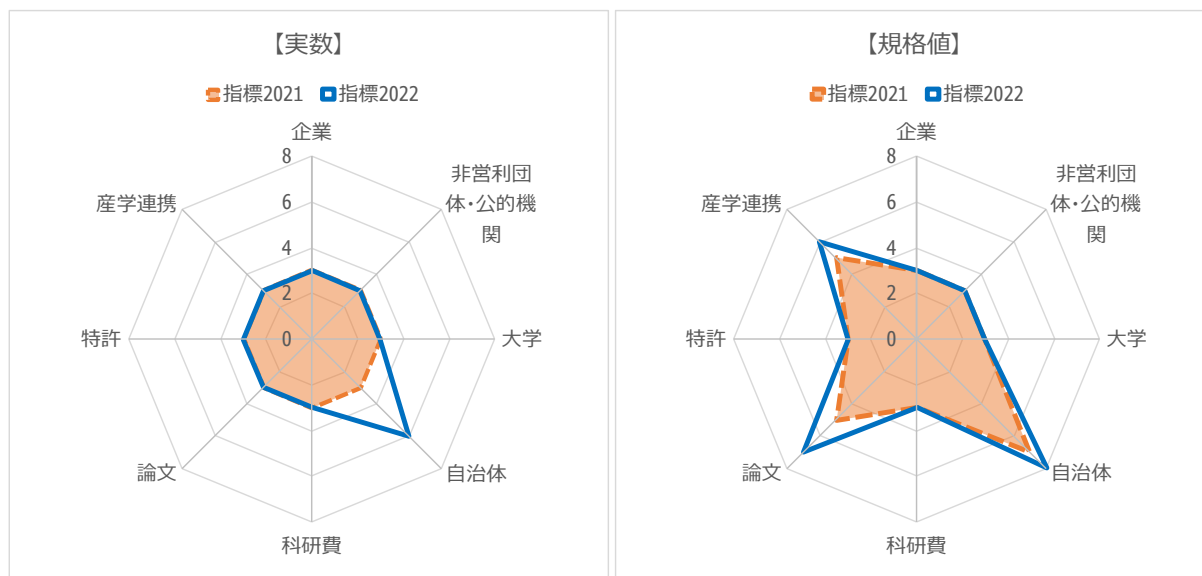 【実数】
指標2021 指標2022
企業
8
6
4
2
0
非営利団
体・公的機
関
大学
自治体
科研費
論文
特許
産学連携
【規格値】
指標2021 指標2022
企業
8
6
4
2
0
非営利団
体・公的機
関
大学
自治体
科研費
論文
特許
産学連携